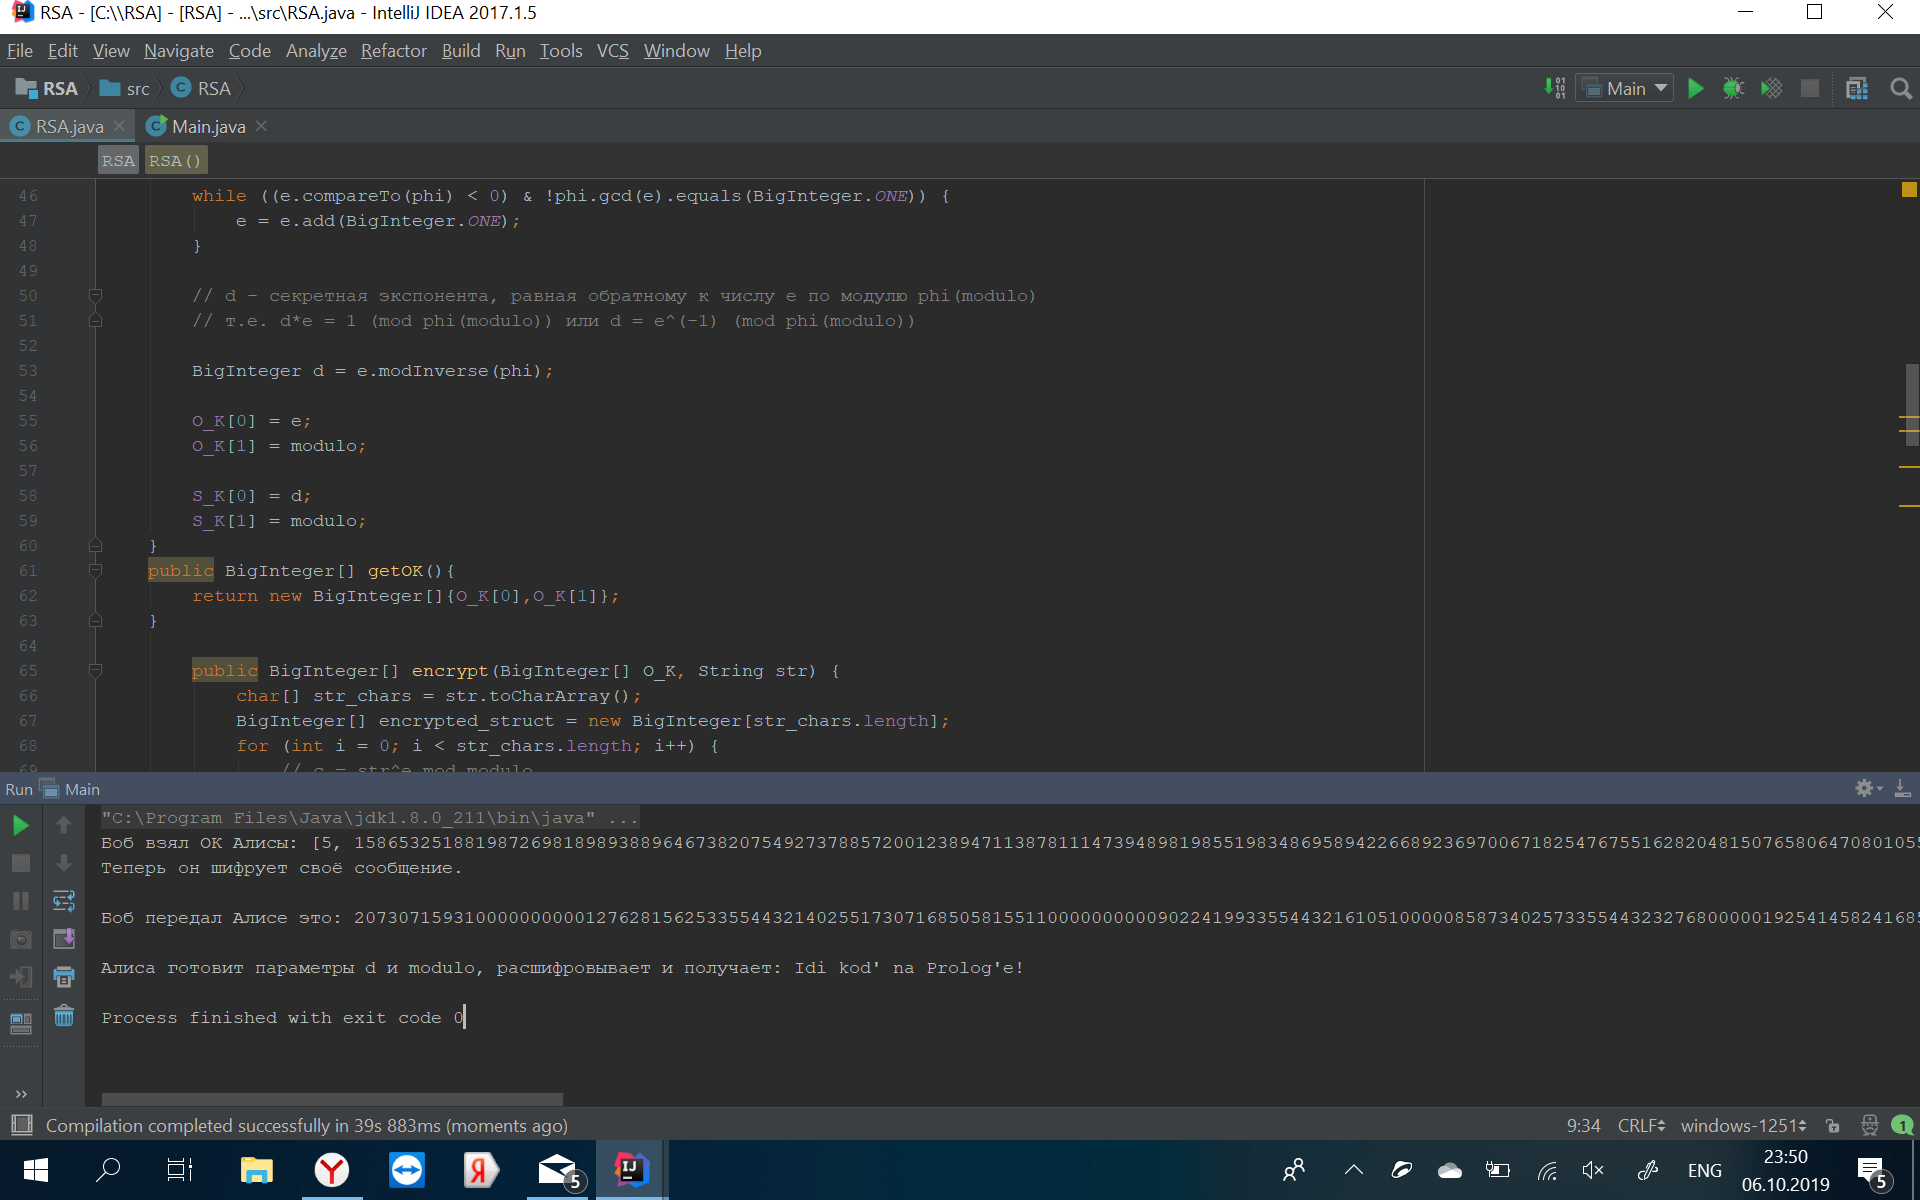 RSA - [C:\\RSA] - [RSA] - ...\src\RSA.java - IntelliJ IDEA 2017.1.5
File Edit View Navigate Code Analyze Refactor Build Run Tools VCS Window Help
RSA src RSA Main
RSA.java Main.java
RSA RSA()
46 while ((e.compareTo(phi) < 0) & !phi.gcd(e).equals(BigInteger.ONE)) {
47 e = e.add(BigInteger.ONE);
48 }
49
50 // d - секретная экспонента, равная обратному к числу e по модулю phi(modulo)
51 // т.е. d*e = 1 (mod phi(modulo)) или d = e^(-1) (mod phi(modulo))
52
53 BigInteger d = e.modInverse(phi);
54
55 O_K[0] = e;
56 O_K[1] = modulo;
57
58 S_K[0] = d;
59 S_K[1] = modulo;
60 }
61 public BigInteger[] getOK(){
62 return new BigInteger[]{O_K[0],O_K[1]};
63 }
64
65 public BigInteger[] encrypt(BigInteger[] O_K, String str) {
66 char[] str_chars = str.toCharArray();
67 BigInteger[] encrypted_struct = new BigInteger[str_chars.length];
68 for (int i = 0; i < str_chars.length; i++) {
69 // c = str^e mod modulo
Run Main
"C:\Program Files\Java\jdk1.8.0_211\bin\java" ...
Боб взял ОК Алисы: [5,
Теперь он шифрует своё сообщение.
Боб передал Алисе это:
Алиса готовит параметры d и modulo, расшифровывает и получает: Idi kod' na Prolog'e!
Process finished with exit code 0
Compilation completed successfully in 39s 883ms (moments ago) 9:34 CRLF windows-1251 1
5 ENG 23:50 5
06.10.2019